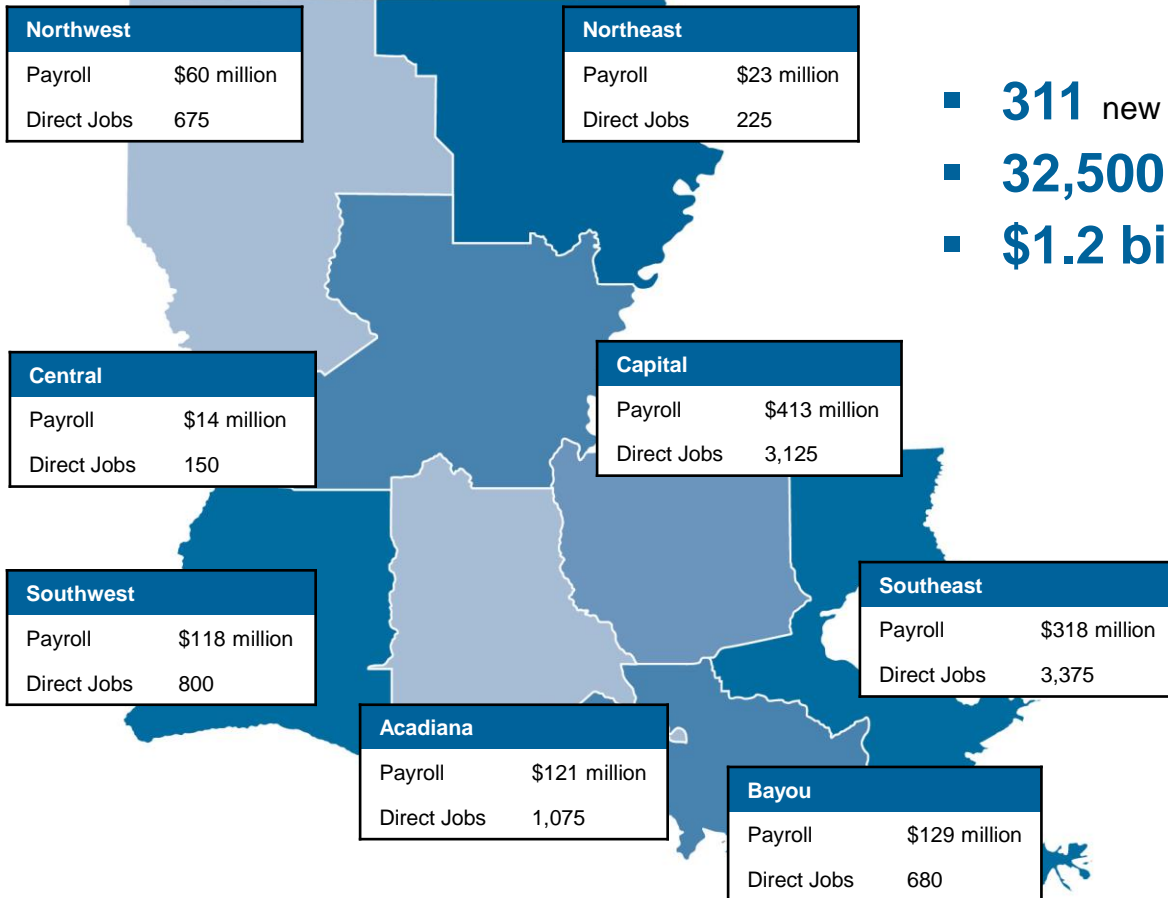 Northwest
Payroll $60 million
Direct Jobs 675
Northeast
Payroll $23 million
Direct Jobs 225
▪ 311 new
▪ 32,500
▪ $1.2 bi
Central
Payroll $14 million
Direct Jobs 150
Capital
Payroll $413 million
Direct Jobs 3,125
Southwest
Payroll $118 million
Direct Jobs 800
Southeast
Payroll $318 million
Direct Jobs 3,375
Acadiana
Payroll $121 million
Direct Jobs 1,075
Bayou
Payroll $129 million
Direct Jobs 680